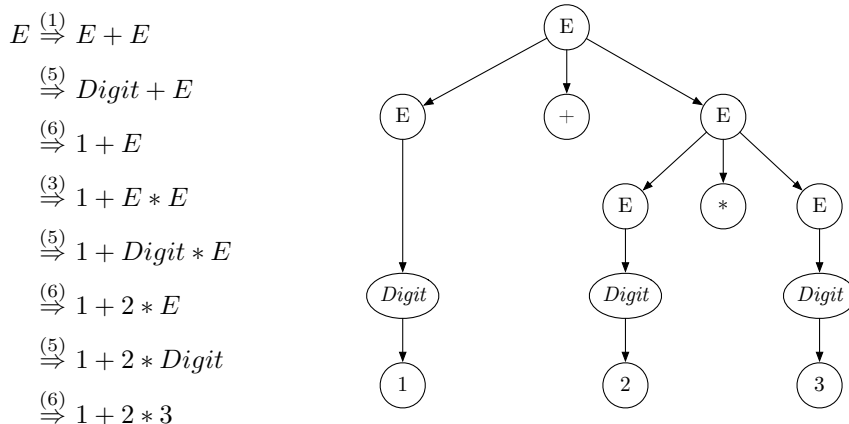 E (1)⇒ E + E
(5)⇒ Digit + E
(6)⇒ 1 + E
(3)⇒ 1 + E ∗ E
(5)⇒ 1 + Digit ∗ E
(6)⇒ 1 + 2 ∗ E
(5)⇒ 1 + 2 ∗ Digit
(6)⇒ 1 + 2 ∗ 3
E
E + E
E ∗ E
Digit Digit Digit
1 2 3